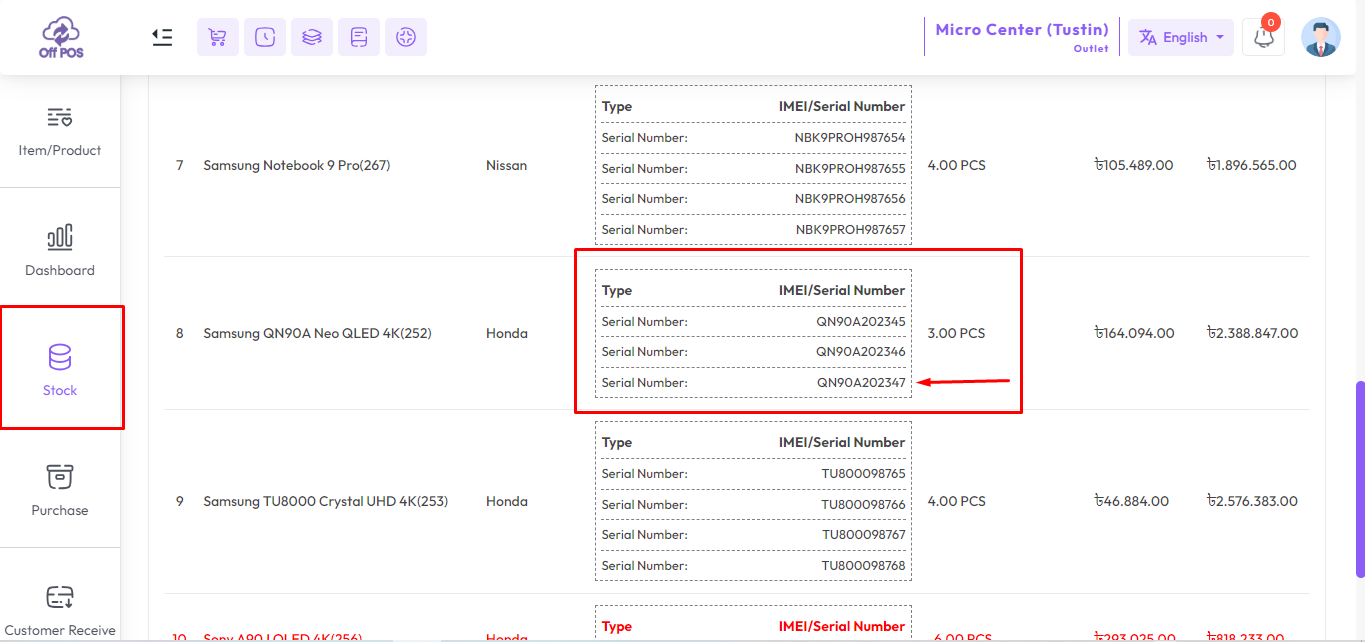 Off POS
Micro Center (Tustin)
Outlet
English
0
Item/Product
Dashboard
Stock
Purchase
Customer Receive
Type IMEI/Serial Number
7 Samsung Notebook 9 Pro(267) Nissan
Serial Number: NBK9PROH987654
Serial Number: NBK9PROH987655
Serial Number: NBK9PROH987656
Serial Number: NBK9PROH987657
4.00 PCS ৳105.489.00 ৳1.896.565.00
8 Samsung QN90A Neo QLED 4K(252) Honda
Type IMEI/Serial Number
Serial Number: QN90A202345
Serial Number: QN90A202346
Serial Number: QN90A202347
3.00 PCS ৳164.094.00 ৳2.388.847.00
9 Samsung TU8000 Crystal UHD 4K(253) Honda
Type IMEI/Serial Number
Serial Number: TU800098765
Serial Number: TU800098766
Serial Number: TU800098767
Serial Number: TU800098768
4.00 PCS ৳46.884.00 ৳2.576.383.00
10 Sony A90J OLED 4K(256) Honda
Type IMEI/Serial Number
6.00 PCS ৳293.025.00 ৳818.233.00